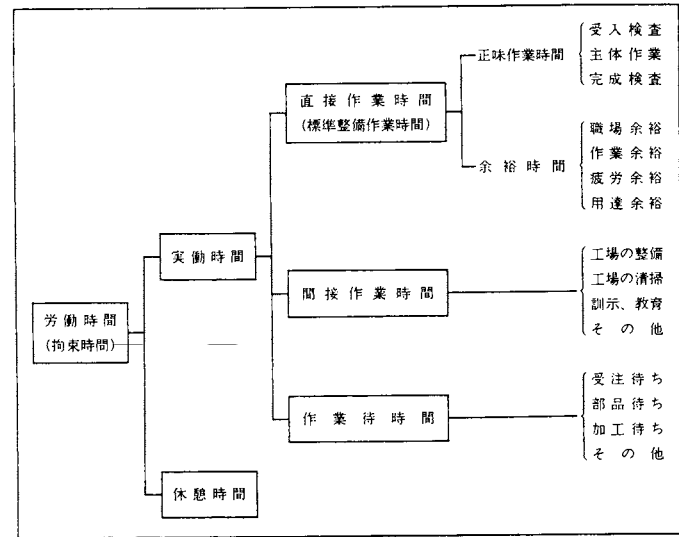 受入検査
正味作業時間
主体作業
完成検査
直接作業時間
(標準整備作業時間)
職場余裕
作業余裕
余裕時間
疲労余裕
用達余裕
実働時間
工場の整備
工場の清掃
間接作業時間
訓示、教育
その他
労働時間
(拘束時間)
受注待ち
部品待ち
作業待時間
加工待ち
その他
休憩時間